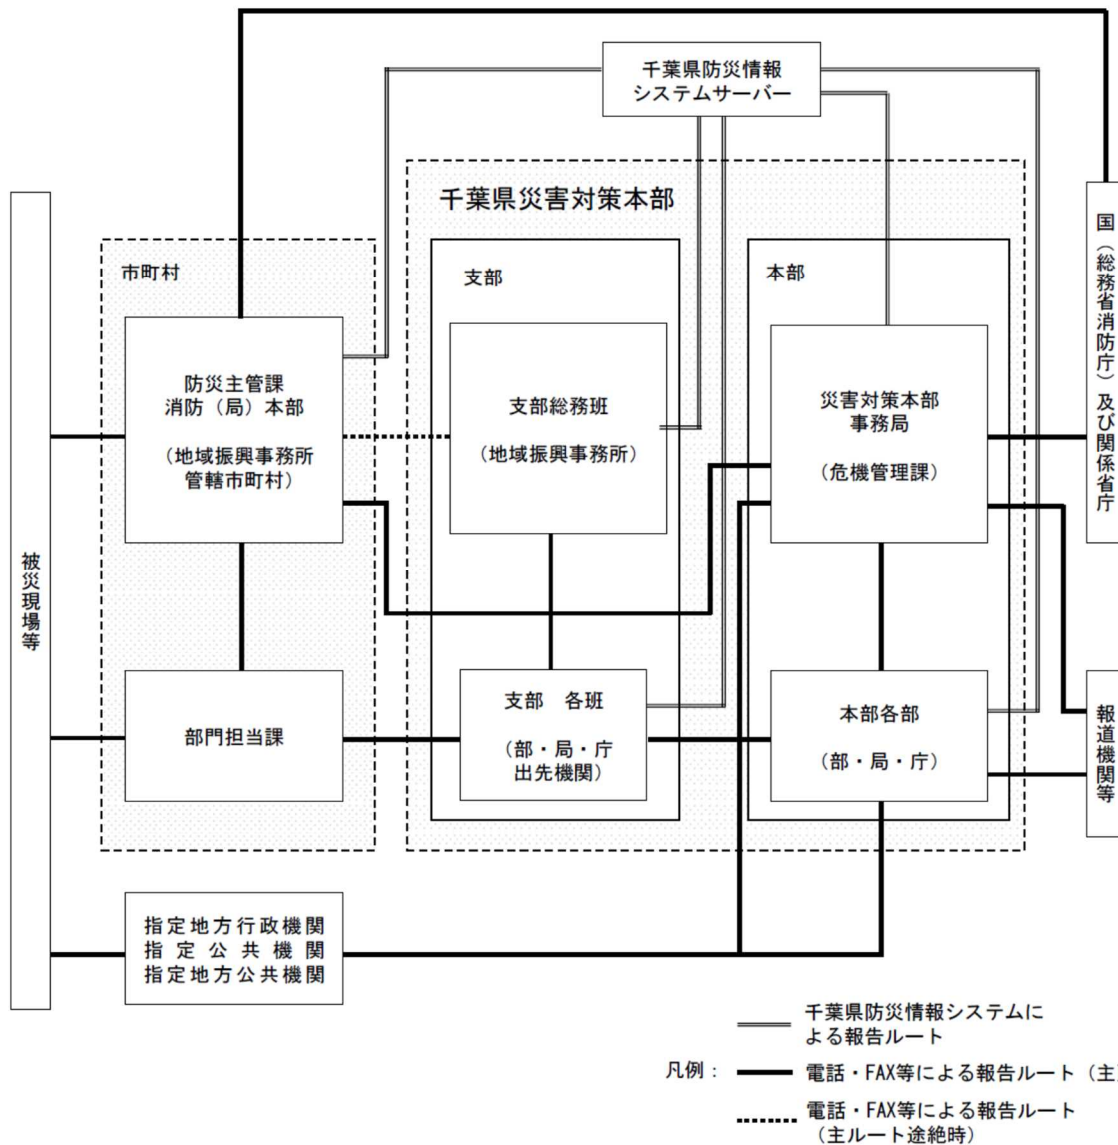 千葉県防災情報
システムサーバー
千葉県災害対策本部
市町村
支部
本部
防災主管課
消防（局）本部
（地域振興事務所
管轄市町村）
支部総務班
（地域振興事務所）
災害対策本部
事務局
（危機管理課）
国（総務省消防庁）及び関係省庁
被災現場等
部門担当課
支部　各班
（部・局・庁
出先機関）
本部各部
（部・局・庁）
報道機関等
指定地方行政機関
指定公共機関
指定地方公共機関
凡例：
千葉県防災情報システムに
よる報告ルート
電話・FAX等による報告ルート（主
電話・FAX等による報告ルート
（主ルート途絶時）